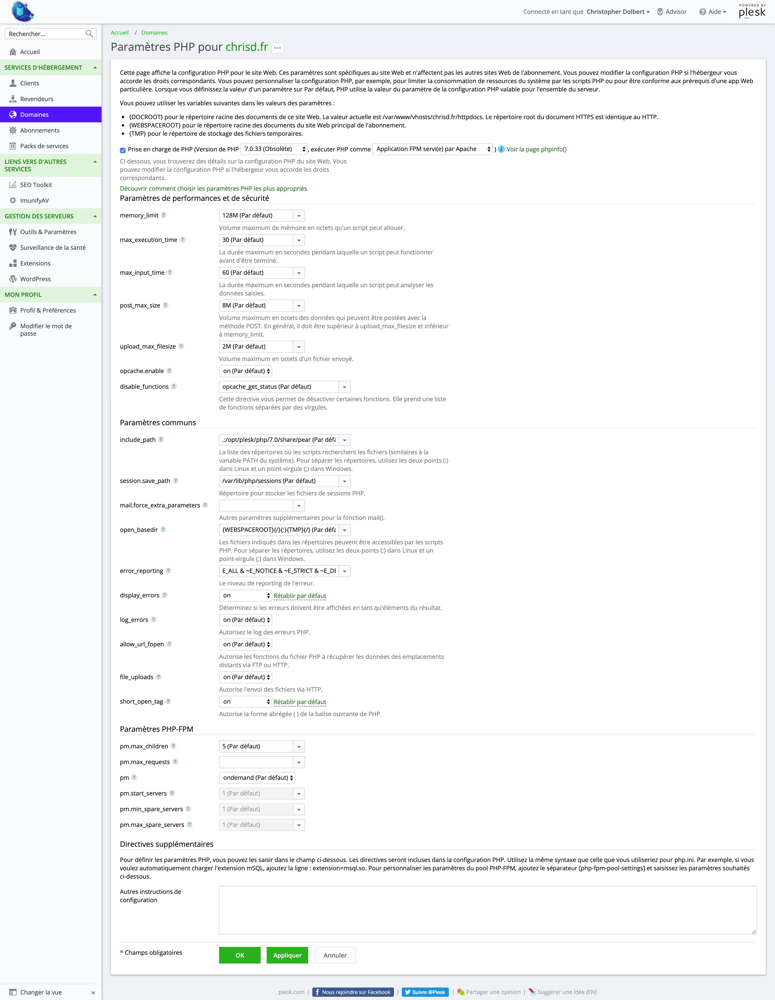 Connecté en tant que Christopher Dolbert Advisor Aide POWERED BY plesk
Rechercher...
Accueil
SERVICES D'HÉBERGEMENT
Clients
Revendeurs
Domaines
Abonnements
Packs de services
LIENS VERS D'AUTRES
SERVICES
SEO Toolkit
ImunifyAV
GESTION DES SERVEURS
Outils & Paramètres
Surveillance de la santé
Extensions
WordPress
MON PROFIL
Profil & Préférences
Modifier le mot de
passe
Changer la vue ×
Accueil / Domaines
Paramètres PHP pour chrisd.fr ...
Cette page affiche la configuration PHP pour le site Web. Ces paramètres sont spécifiques au site Web et n'affectent pas les autres sites Web de l'abonnement. Vous pouvez modifier la configuration PHP si l'hébergeur vous
accorde les droits correspondants. Vous pouvez personnaliser la configuration PHP, par exemple, pour limiter la consommation de ressources du système par les scripts PHP ou pour être conforme aux prérequis d'une app Web
particulière. Lorsque vous définissez la valeur d'un paramètre sur Par défaut, PHP utilise la valeur du paramètre de la configuration PHP valable pour l'ensemble du serveur.
Vous pouvez utiliser les variables suivantes dans les valeurs des paramètres :
• {DOCROOT} pour le répertoire racine des documents de ce site Web. La valeur actuelle est /var/www/vhosts/chrisd.fr/httpdocs. Le répertoire root du document HTTPS est identique au HTTP.
• {WEBSPACEROOT} pour le répertoire racine des documents du site Web principal de l'abonnement.
• {TMP} pour le répertoire de stockage des fichiers temporaires.
Prise en charge de PHP (Version de PHP 7.0.33 (Obsolète) , exécuter PHP comme Application FPM servi(e) par Apache ) i Voir la page phpinfo()
Ci-dessous, vous trouverez des détails sur la configuration PHP du site Web. Vous
pouvez modifier la configuration PHP si l'hébergeur vous accorde les droits
correspondants.
Découvrir comment choisir les paramètres PHP les plus appropriés
Paramètres de performances et de sécurité
memory_limit ? 128M (Par défaut)
Volume maximum de mémoire en octets qu'un script peut allouer.
max_execution_time ? 30 (Par défaut)
La durée maximum en secondes pendant laquelle un script peut fonctionner
avant d'être terminé.
max_input_time ? 60 (Par défaut)
La durée maximum en secondes pendant laquelle un script peut analyser les
données saisies.
post_max_size ? 8M (Par défaut)
Volume maximum en octets des données qui peuvent être postées avec la
méthode POST. En général, il doit être supérieur à upload_max_filesize et inférieur
à memory_limit.
upload_max_filesize ? 2M (Par défaut)
Volume maximum en octets d'un fichier envoyé.
opcache.enable ? on (Par défaut)
disable_functions ? opcache_get_status (Par défaut)
Cette directive vous permet de désactiver certaines fonctions. Elle prend une liste
de fonctions séparées par des virgules.
Paramètres communs
include_path ? .:/opt/plesk/php/7.0/share/pear (Par défa
La liste des répertoires où les scripts recherchent les fichiers (similaires à la
variable PATH du système). Pour séparer les répertoires, utilisez les deux-points (:)
dans Linux et un point-virgule (;) dans Windows.
session.save_path ? /var/lib/php/sessions (Par défaut)
Répertoire pour stocker les fichiers de sessions PHP.
mail.force_extra_parameters ?
Autres paramètres supplémentaires pour la fonction mail().
open_basedir ? {WEBSPACEROOT}{/}{:}{TMP}{/} (Par défa
Les fichiers indiqués dans les répertoires peuvent être accessibles par les scripts
PHP. Pour séparer les répertoires, utilisez les deux-points (:) dans Linux et un
point-virgule (;) dans Windows.
error_reporting ? E_ALL & ~E_NOTICE & ~E_STRICT & ~E_DE
Le niveau de reporting de l'erreur.
display_errors ? on Rétablir par défaut
Déterminez si les erreurs doivent être affichées en tant qu'éléments du résultat.
log_errors ? on (Par défaut)
Autorisez le log des erreurs PHP.
allow_url_fopen ? on (Par défaut)
Autorise les fonctions du fichier PHP à récupérer les données des emplacements
distants via FTP ou HTTP.
file_uploads ? on (Par défaut)
Autorise l'envoi des fichiers via HTTP.
short_open_tag ? on Rétablir par défaut
Autorise la forme abrégée ( ) de la balise ouvrante de PHP.
Paramètres PHP-FPM
pm.max_children ? 5 (Par défaut)
pm.max_requests ?
pm ? ondemand (Par défaut)
pm.start_servers ? 1 (Par défaut)
pm.min_spare_servers ? 1 (Par défaut)
pm.max_spare_servers ? 1 (Par défaut)
Directives supplémentaires
Pour définir les paramètres PHP, vous pouvez les saisir dans le champ ci-dessous. Les directives seront incluses dans la configuration PHP. Utilisez la même syntaxe que celle que vous utiliseriez pour php.ini. Par exemple, si vous
voulez automatiquement charger l'extension mSQL, ajoutez la ligne : extension=msql.so. Pour personnaliser les paramètres du pool PHP-FPM, ajoutez le séparateur [php-fpm-pool-settings] et saisissez les paramètres souhaités
ci-dessous.
Autres instructions de
configuration
* Champs obligatoires OK Appliquer Annuler
plesk.com | Nous rejoindre sur Facebook | Suivre @Plesk | Partager une opinion | Suggérer une idée (EN)